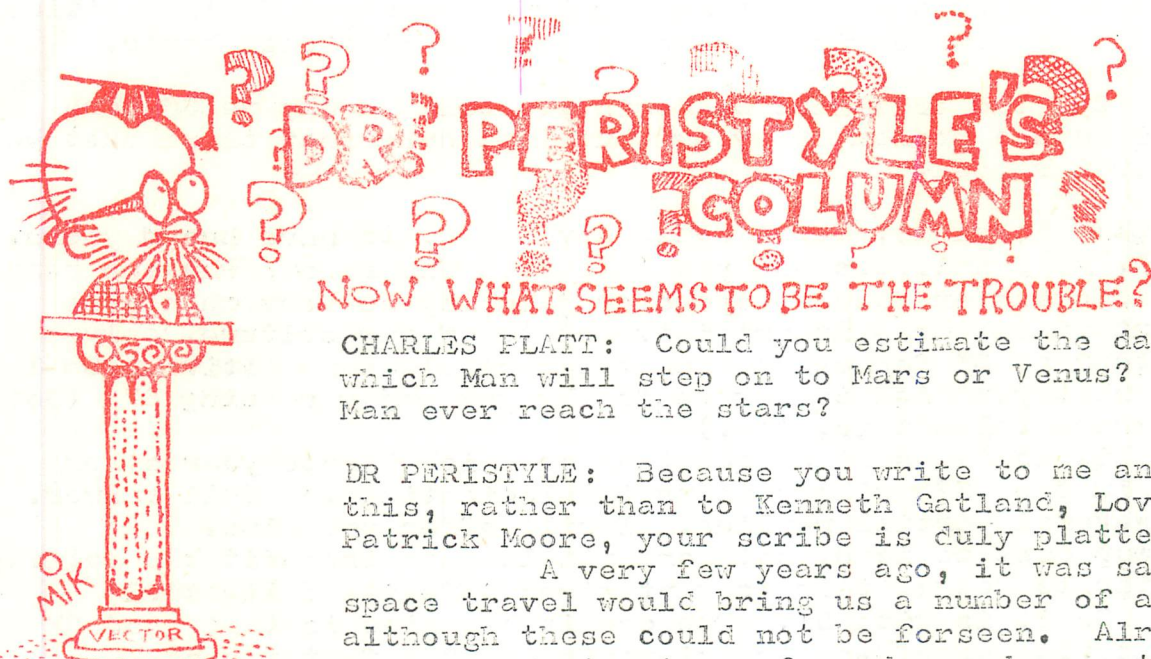 DR. PERISTYLE'S
COLUMN
NOW WHAT SEEMS TO BE THE TROUBLE?
CHARLES PLATT: Could you estimate the da
which Man will step on to Mars or Venus?
Man ever reach the stars?
DR PERISTYLE: Because you write to me an
this, rather than to Kenneth Gatland, Lov
Patrick Moore, your scribe is duly platte
A very few years ago, it was sa
space travel would bring us a number of a
although these could not be forseen. Alr
MIK
VECTOR